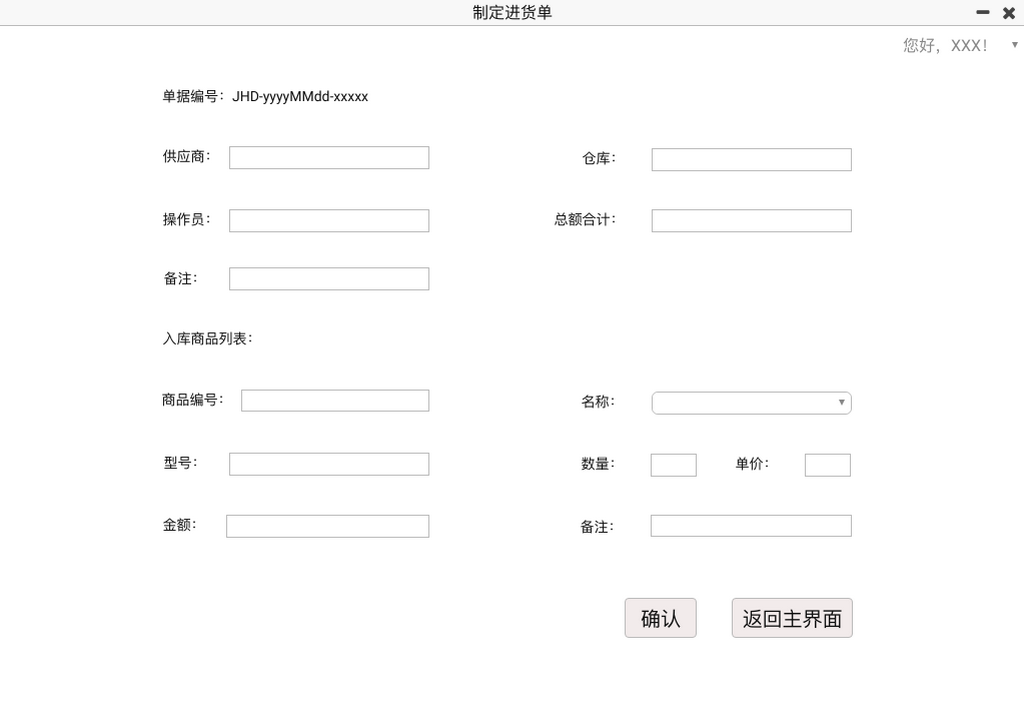 制定进货单
您好，XXX！
单据编号：JHD-yyyyMMdd-xxxxx
供应商：
仓库：
操作员：
总额合计：
备注：
入库商品列表：
商品编号：
名称：
型号：
数量：
单价：
金额：
备注：
确认
返回主界面